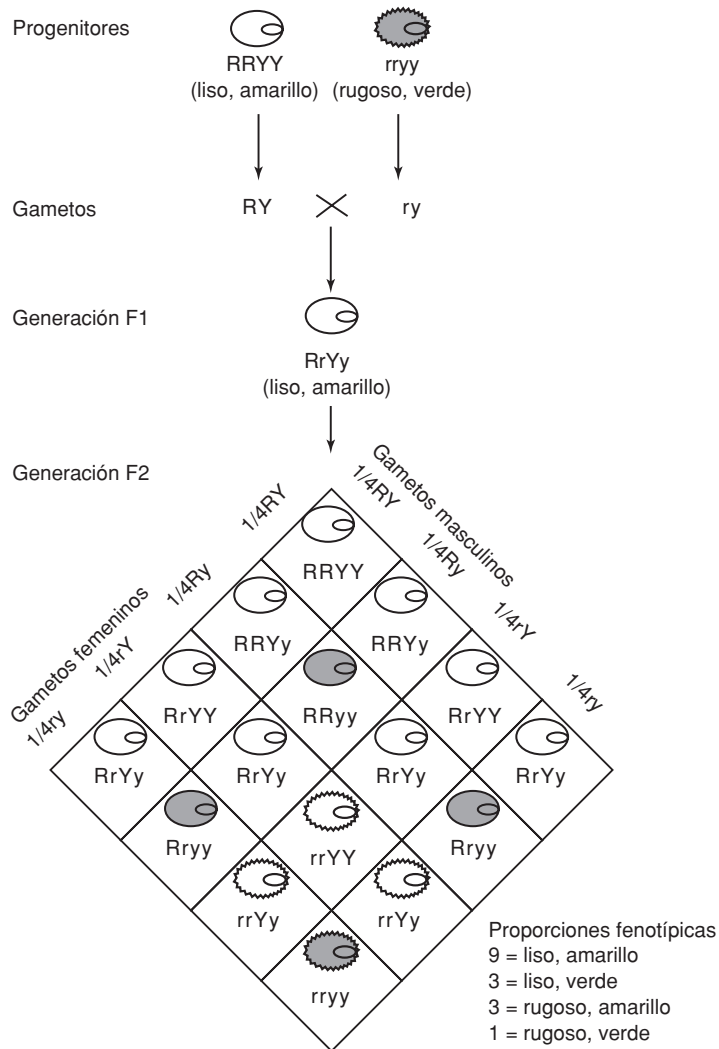 Progenitores
RRYY
(liso, amarillo)
rryy
(rugoso, verde)
Gametos
RY
ry
Generación F1
RrYy
(liso, amarillo)
Generación F2
Gametos femeninos
1/4RY
1/4Ry
1/4rY
1/4ry
Gametos masculinos
1/4RY
1/4Ry
1/4rY
1/4ry
RRYY
RRYy
RRYy
RrYY
RRyy
RrYY
RrYy
RrYy
RrYy
RrYy
Rryy
rrYY
Rryy
rrYy
rrYy
rryy
Proporciones fenotípicas
9 = liso, amarillo
3 = liso, verde
3 = rugoso, amarillo
1 = rugoso, verde